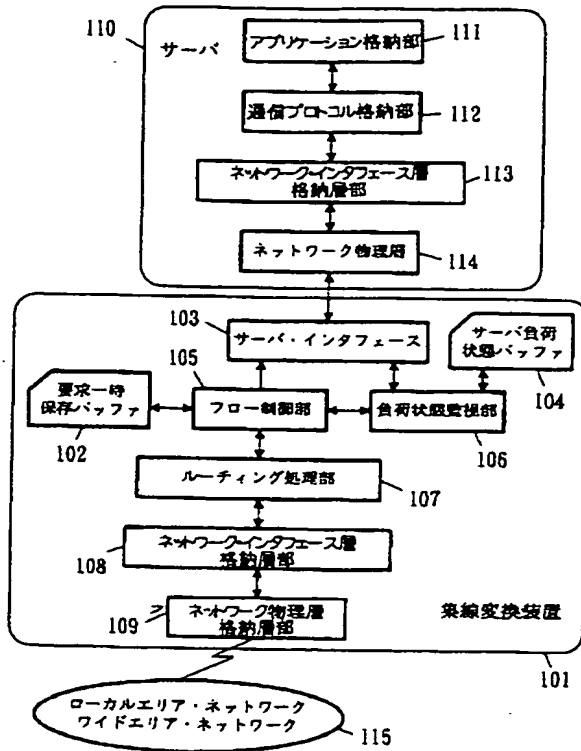 110
サーバ
アプリケーション格納部
111
通信プロトコル格納部
112
ネットワーク・インタフェース層
格納層部
113
ネットワーク物理層
114
103
サーバ・インタフェース
サーバ負荷
状態バッファ
104
105
要求一時
保存バッファ
102
フロー制御部
負荷状態監視部
106
ルーティング処理部
107
ネットワーク・インタフェース層
格納層部
108
ネットワーク物理層
格納層部
109
集線変換装置
101
ローカルエリア・ネットワーク
ワイドエリア・ネットワーク
115